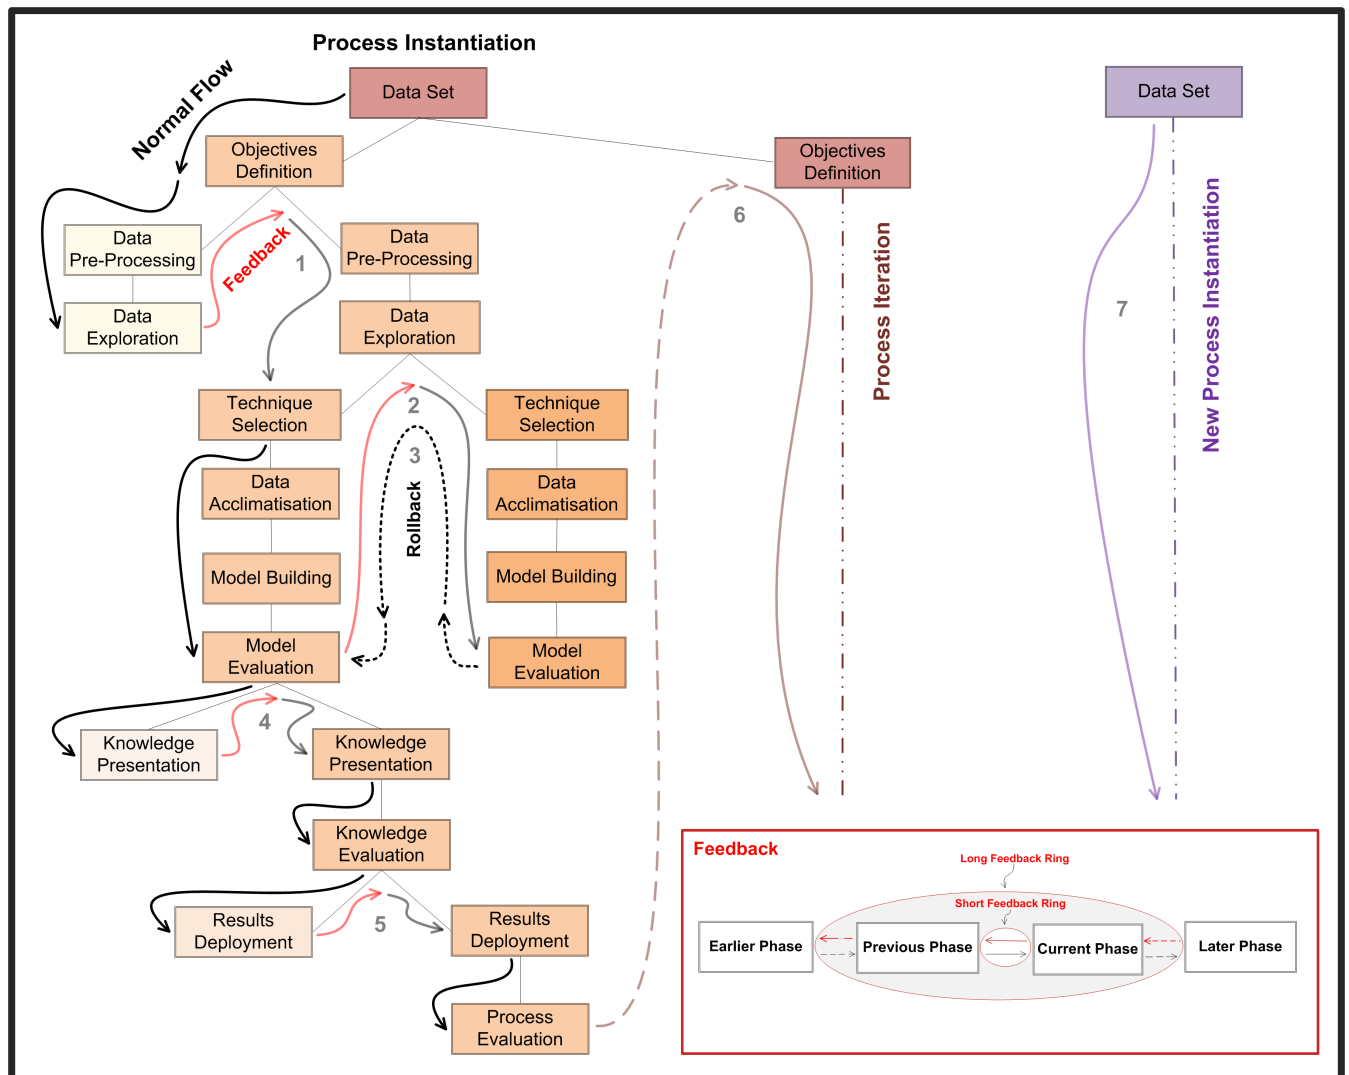 Process Instantiation
Normal Flow
Data Set
Data Set
Objectives
Definition
Objectives
Definition
Data
Pre-Processing
Feedback
1
Data
Pre-Processing
6
Process Iteration
New Process Instantiation
7
Data
Exploration
Data
Exploration
Technique
Selection
2
Technique
Selection
3
Rollback
Data
Acclimatisation
Data
Acclimatisation
Model Building
Model Building
Model
Evaluation
Model
Evaluation
4
Knowledge
Presentation
Knowledge
Presentation
Knowledge
Evaluation
Results
Deployment
5
Results
Deployment
Process
Evaluation
Feedback
Long Feedback Ring
Short Feedback Ring
Earlier Phase
Previous Phase
Current Phase
Later Phase